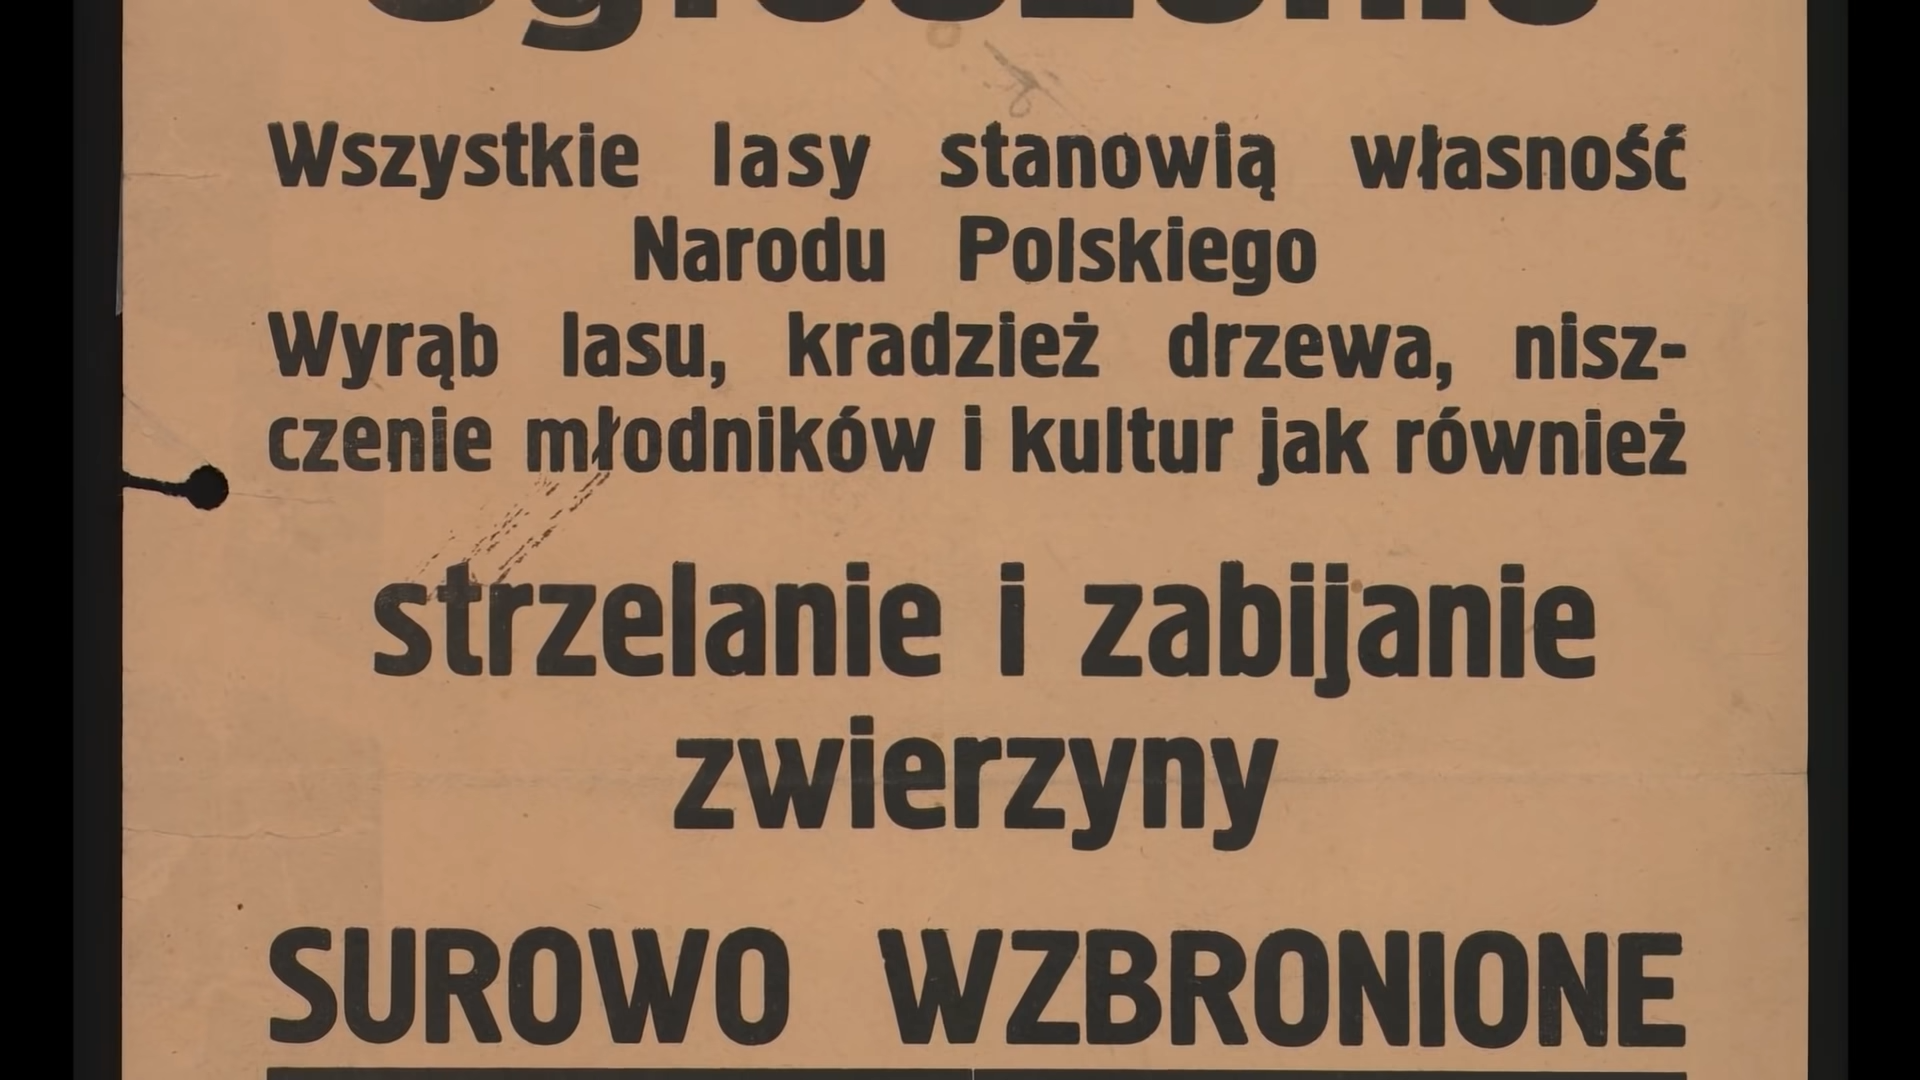 Ogłoszenie
Wszystkie lasy stanowią własność
Narodu Polskiego
Wyrąb lasu, kradzież drzewa, nisz-
czenie młodników i kultur jak również
strzelanie i zabijanie
zwierzyny
SUROWO WZBRONIONE